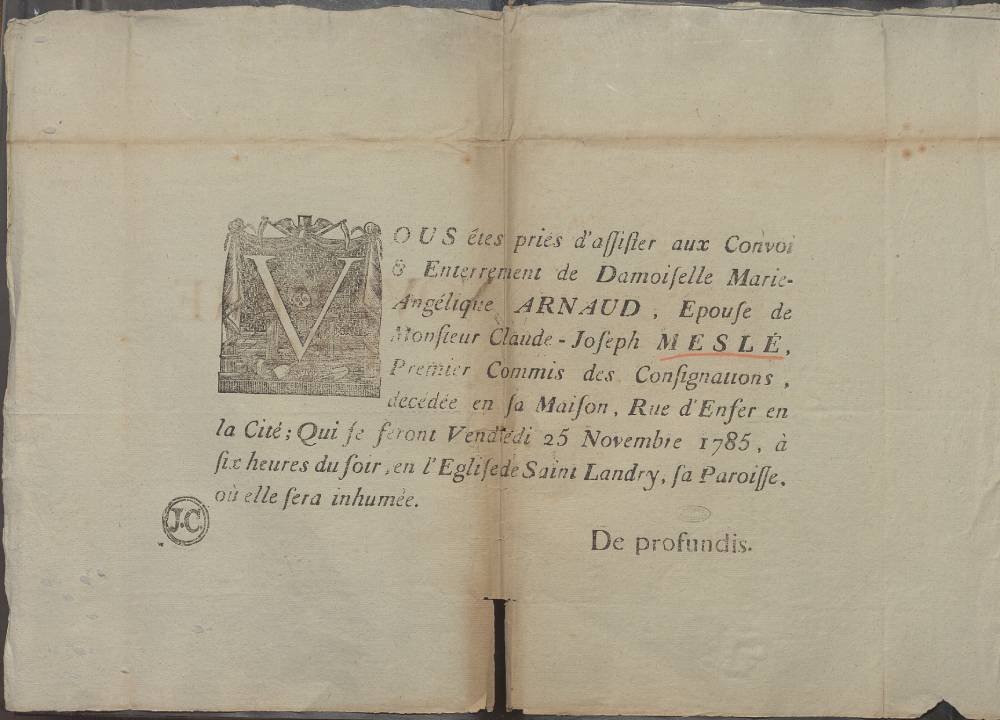 VOUS êtes priés d'aſſiſter aux Convoi
& Enterrement de Damoiſelle Marie-
Angélique ARNAUD, Epouſe de
Monſieur Claude-Joſeph MESLÉ,
Premier Commis des Conſignations,
décédée en ſa Maiſon, Rue d'Enfer en
la Cité; Qui ſe feront Vendredi 25 Novembre 1785, à
ſix heures du ſoir, en l'Egliſe de Saint Landry, ſa Paroiſſe,
où elle ſera inhumée.
J.C.
De profundis.